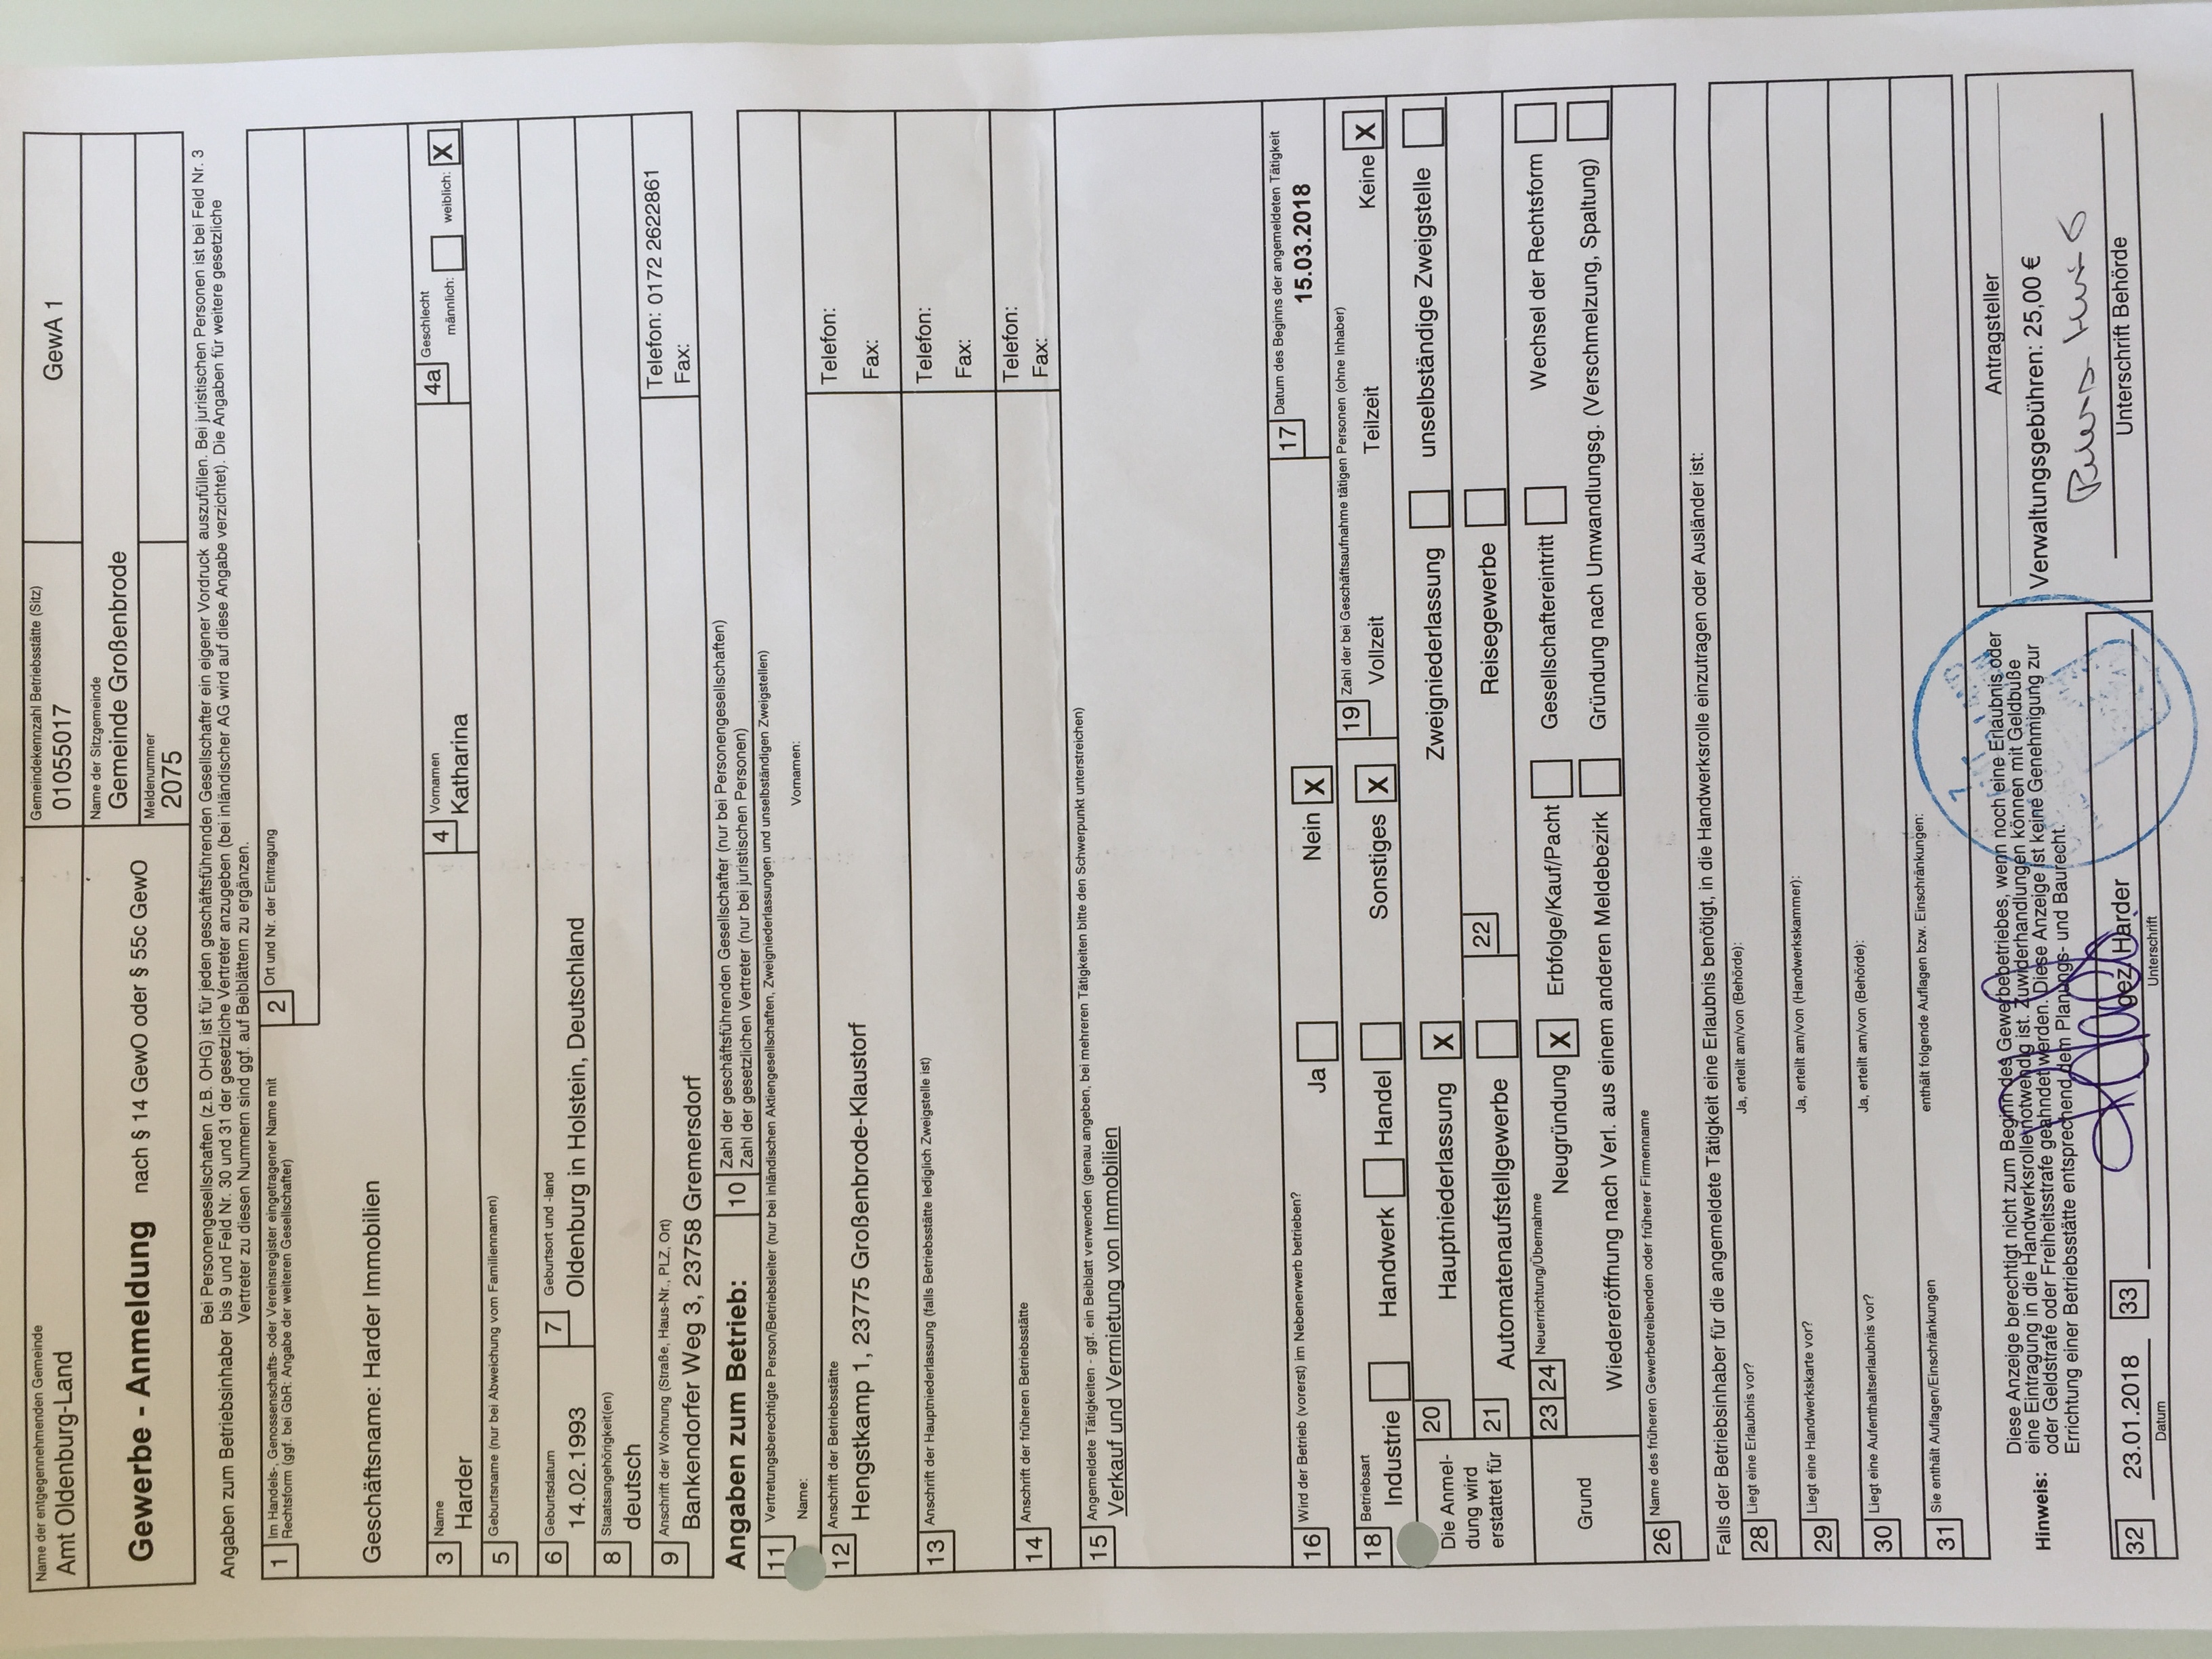 Name der entgegennehmenden Gemeinde
Amt Oldenburg-Land
Gemeindekennzahl Betriebsstätte (Sitz)
01055017
GewA 1
Gewerbe - Anmeldung nach § 14 GewO oder § 55c GewO
Name der Sitzgemeinde
Gemeinde Großenbrode
Meldenummer
2075
Angaben zum Betriebsinhaber
Bei Personengesellschaften (z.B. OHG) ist für jeden geschäftsführenden Gesellschafter ein eigener Vordruck auszufüllen. Bei juristischen Personen ist bei Feld Nr. 3
bis 9 und Feld Nr. 30 und 31 der gesetzliche Vertreter anzugeben (bei inländischer AG wird auf diese Angabe verzichtet). Die Angaben für weitere gesetzliche
Vertreter zu diesen Nummern sind ggf. auf Beiblättern zu ergänzen.
1 Im Handels-, Genossenschafts- oder Vereinsregister eingetragener Name mit
Rechtsform (ggf. bei GbR: Angabe der weiteren Gesellschafter)
2 Ort und Nr. der Eintragung
Geschäftsname: Harder Immobilien
3 Name
Harder
4 Vornamen
Katharina
4a Geschlecht
männlich: weiblich: X
5 Geburtsname (nur bei Abweichung vom Familiennamen)
6 Geburtsdatum
14.02.1993
7 Geburtsort und -land
Oldenburg in Holstein, Deutschland
8 Staatsangehörigkeit(en)
deutsch
9 Anschrift der Wohnung (Straße, Haus-Nr., PLZ, Ort)
Bankendorfer Weg 3, 23758 Gremersdorf
Telefon: 0172 2622861
Fax:
Angaben zum Betrieb:
10 Zahl der geschäftsführenden Gesellschafter (nur bei Personengesellschaften)
Zahl der gesetzlichen Vertreter (nur bei juristischen Personen)
11 Vertretungsberechtigte Person/Betriebsleiter (nur bei inländischen Aktiengesellschaften, Zweigniederlassungen und unselbständigen Zweigstellen)
Name: Vornamen:
12 Anschrift der Betriebsstätte
Hengstkamp 1, 23775 Großenbrode-Klaustorf
Telefon:
Fax:
13 Anschrift der Hauptniederlassung (falls Betriebsstätte lediglich Zweigstelle ist)
Telefon:
Fax:
14 Anschrift der früheren Betriebsstätte
Telefon:
Fax:
15 Angemeldete Tätigkeiten - ggf. ein Beiblatt verwenden (genau angeben, bei mehreren Tätigkeiten bitte den Schwerpunkt unterstreichen)
Verkauf und Vermietung von Immobilien
16 Wird der Betrieb (vorerst) im Nebenerwerb betrieben?
Ja Nein X
17 Datum des Beginns der angemeldeten Tätigkeit
15.03.2018
18 Betriebsart
Industrie Handwerk Handel Sonstiges X
19 Zahl der bei Geschäftsaufnahme tätigen Personen (ohne Inhaber)
Vollzeit Teilzeit Keine X
Die Anmel-
dung wird
erstattet für
20 Hauptniederlassung X Zweigniederlassung unselbständige Zweigstelle
21 Automatenaufstellgewerbe 22 Reisegewerbe
Grund
23 24 Neuerrichtung/Übernahme
Neugründung X Erbfolge/Kauf/Pacht Gesellschaftereintritt Wechsel der Rechtsform
Wiedereröffnung nach Verl. aus einem anderen Meldebezirk Gründung nach Umwandlungsg. (Verschmelzung, Spaltung)
26 Name des früheren Gewerbetreibenden oder früherer Firmenname
Falls der Betriebsinhaber für die angemeldete Tätigkeit eine Erlaubnis benötigt, in die Handwerksrolle einzutragen oder Ausländer ist:
28 Liegt eine Erlaubnis vor? Ja, erteilt am/von (Behörde):
29 Liegt eine Handwerkskarte vor? Ja, erteilt am/von (Handwerkskammer):
30 Liegt eine Aufenthaltserlaubnis vor? Ja, erteilt am/von (Behörde):
31 Sie enthält Auflagen/Einschränkungen enthält folgende Auflagen bzw. Einschränkungen:
Hinweis:
Diese Anzeige berechtigt nicht zum Beginn des Gewerbebetriebes, wenn noch eine Erlaubnis oder
eine Eintragung in die Handwerksrolle notwendig ist. Zuwiderhandlungen können mit Geldbuße
oder Geldstrafe oder Freiheitsstrafe geahndet werden. Diese Anzeige ist keine Genehmigung zur
Errichtung einer Betriebsstätte entsprechend dem Planungs- und Baurecht.
Antragsteller
Verwaltungsgebühren: 25,00 €
Unterschrift Behörde
32 23.01.2018
Datum
33 gez. Harder
Unterschrift
7